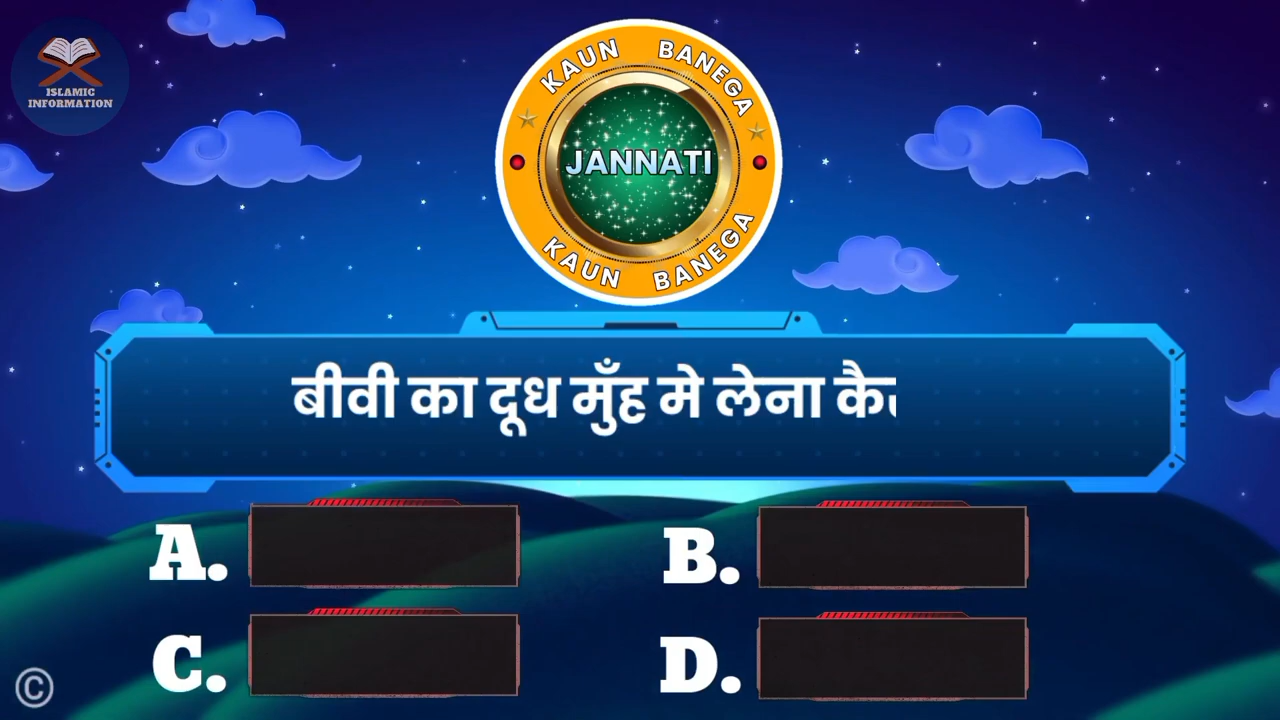 ISLAMIC
INFORMATION
KAUN BANEGA
JANNATI
KAUN BANEGA
बीवी का दूध मुँह मे लेना
A.
B.
C.
D.
©